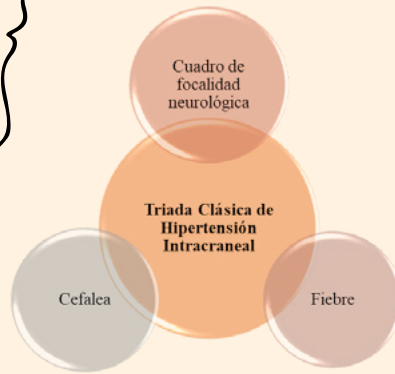 Cuadro de
focalidad
neurológica
Triada Clásica de
Hipertensión
Intracraneal
Cefalea
Fiebre